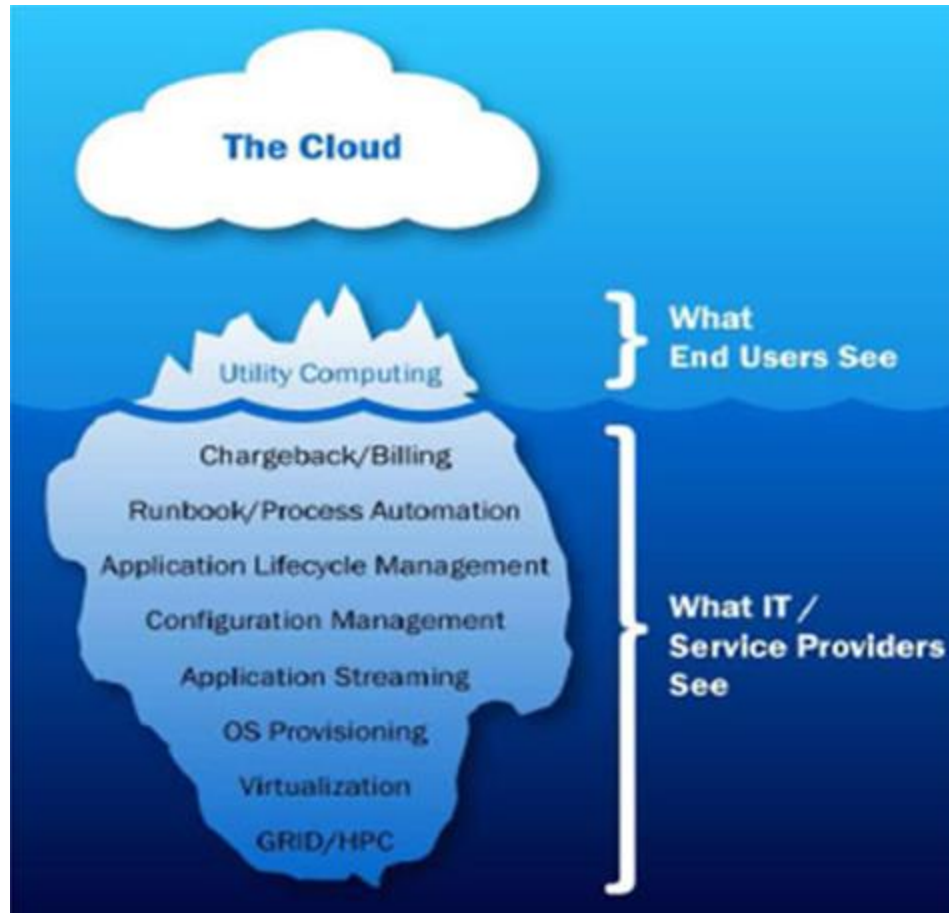 The Cloud
Utility Computing
What
End Users See
Chargeback/Billing
Runbook/Process Automation
Application Lifecycle Management
Configuration Management
Application Streaming
OS Provisioning
Virtualization
GRID/HPC
What IT /
Service Providers
See